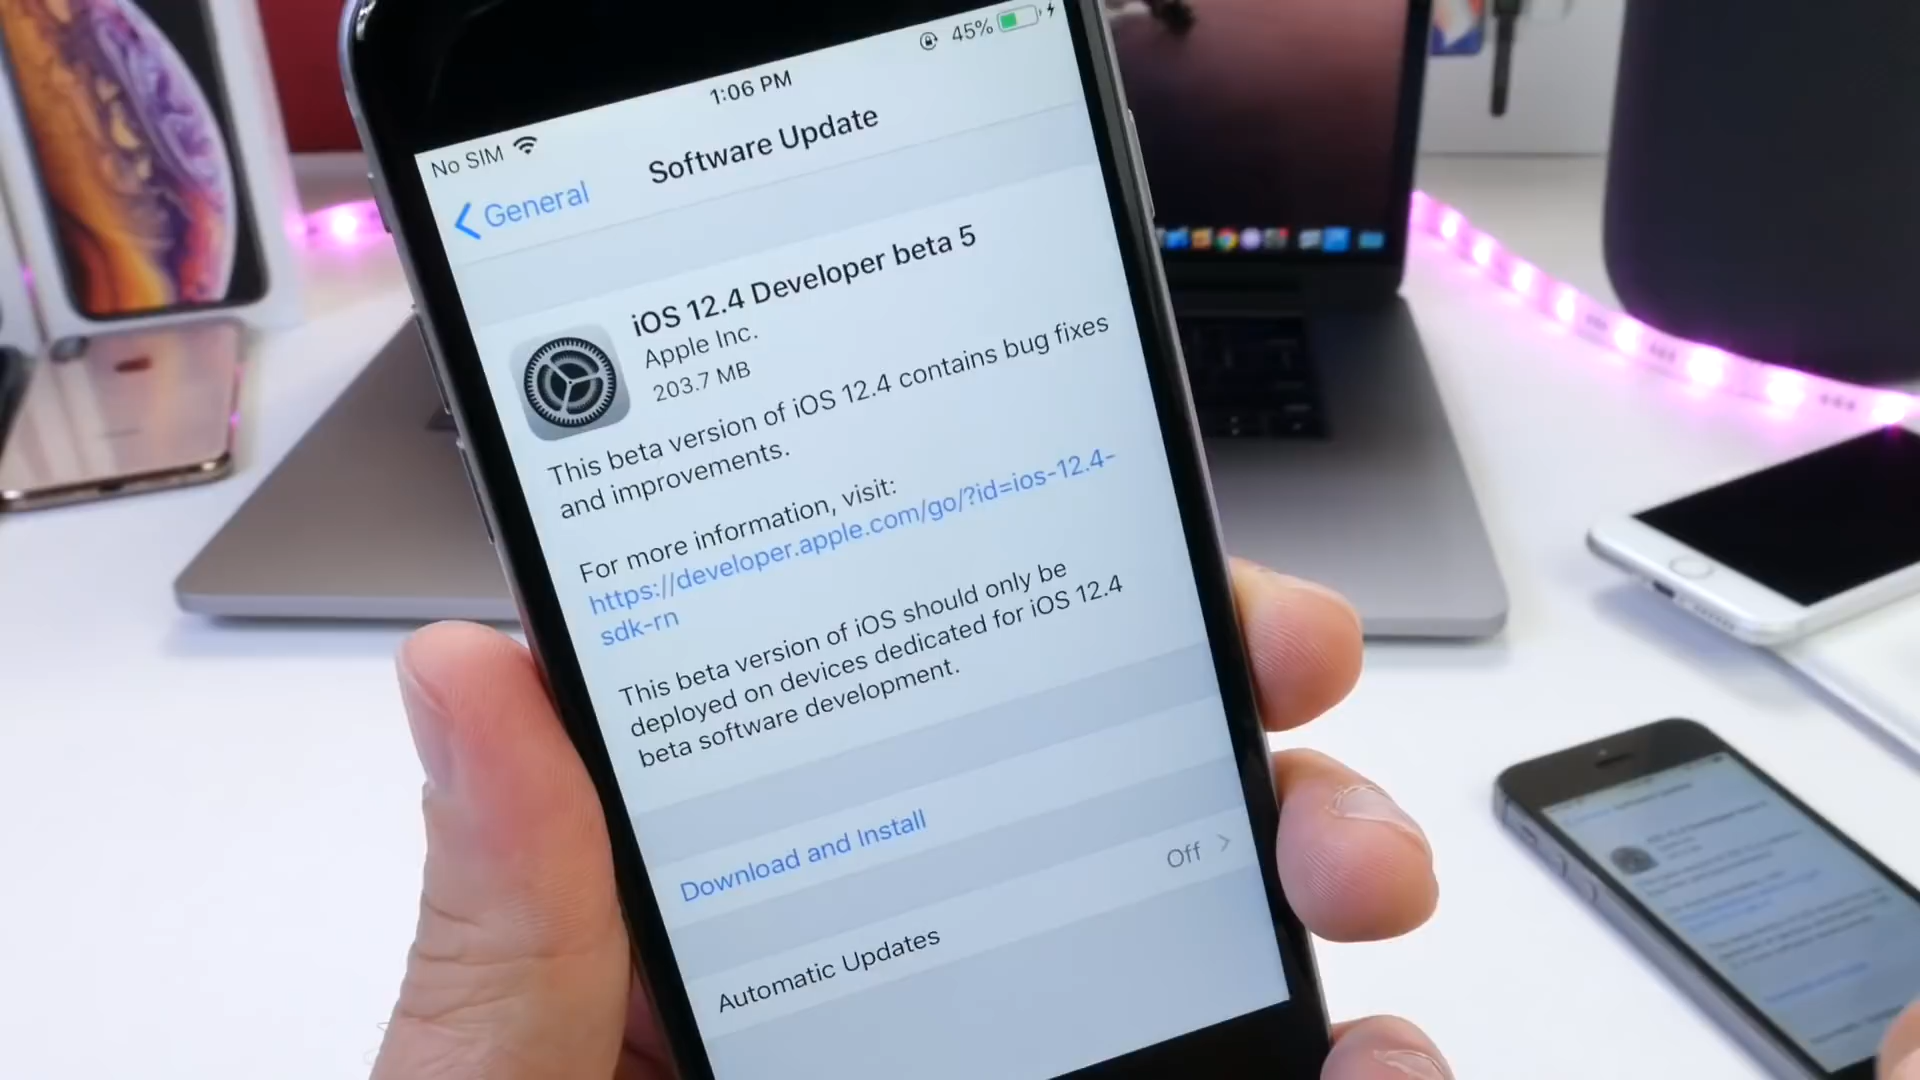 45%
1:06 PM
No SIM
Software Update
General
iOS 12.4 Developer beta 5
Apple Inc.
203.7 MB
This beta version of iOS 12.4 contains bug fixes
and improvements.
For more information, visit:
https://developer.apple.com/go/?id=ios-12.4-
sdk-rn
This beta version of iOS should only be
deployed on devices dedicated for iOS 12.4
beta software development.
Download and Install
Automatic Updates Off